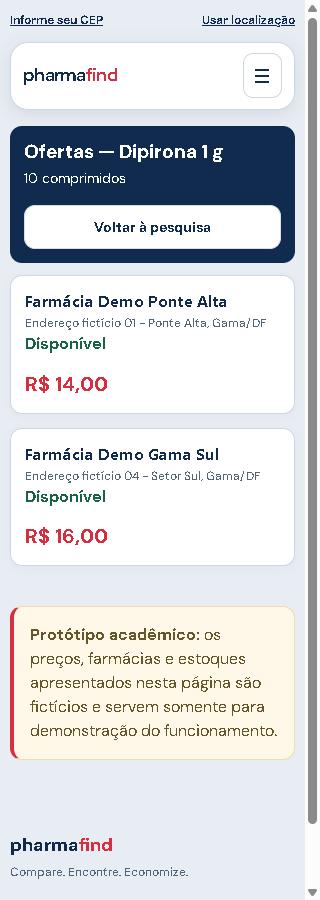 Informe seu CEP
Usar localização
pharmafind
Ofertas — Dipirona 1 g
10 comprimidos
Voltar à pesquisa
Farmácia Demo Ponte Alta
Endereço fictício 01 - Ponte Alta, Gama/DF
Disponível
R$ 14,00
Farmácia Demo Gama Sul
Endereço fictício 04 - Setor Sul, Gama/DF
Disponível
R$ 16,00
Protótipo acadêmico: os
preços, farmácias e estoques
apresentados nesta página são
fictícios e servem somente para
demonstração do funcionamento.
pharmafind
Compare. Encontre. Economize.